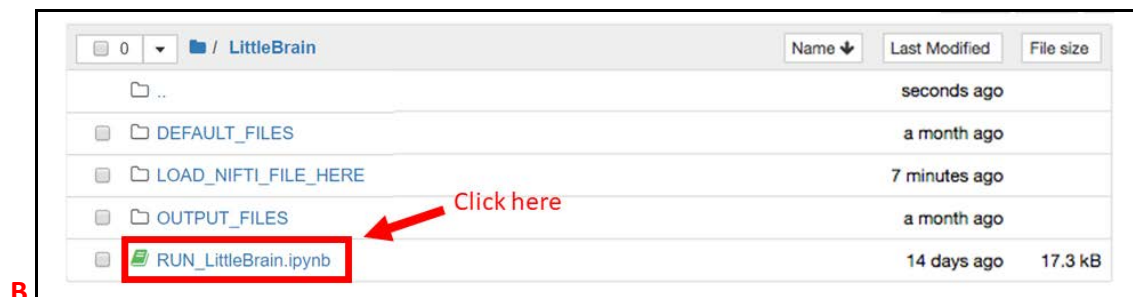 0 / LittleBrain Name Last Modified File size
.. seconds ago
DEFAULT_FILES a month ago
LOAD_NIFTI_FILE_HERE 7 minutes ago
Click here
OUTPUT_FILES a month ago
RUN_LittleBrain.ipynb 14 days ago 17.3 kB
B